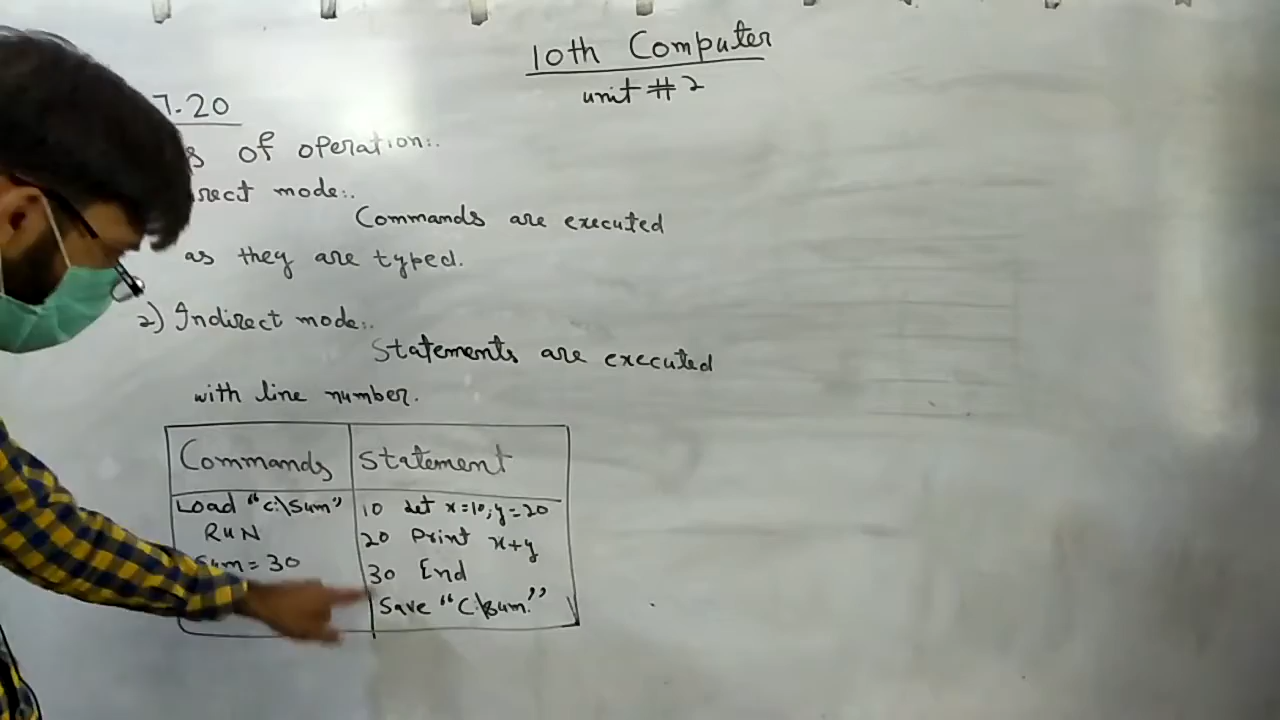 10th Computer
unit # 2
7.20
of operation:.
mode:.
Commands are executed
as they are typed.
2) Indirect mode:.
Statements are executed
with line number.
Commands Statement
Load "c:\Sum" 10 Let x=10;y=20
RUN 20 Print x+y
Sum = 30 30 End
Save "C:\Sum"